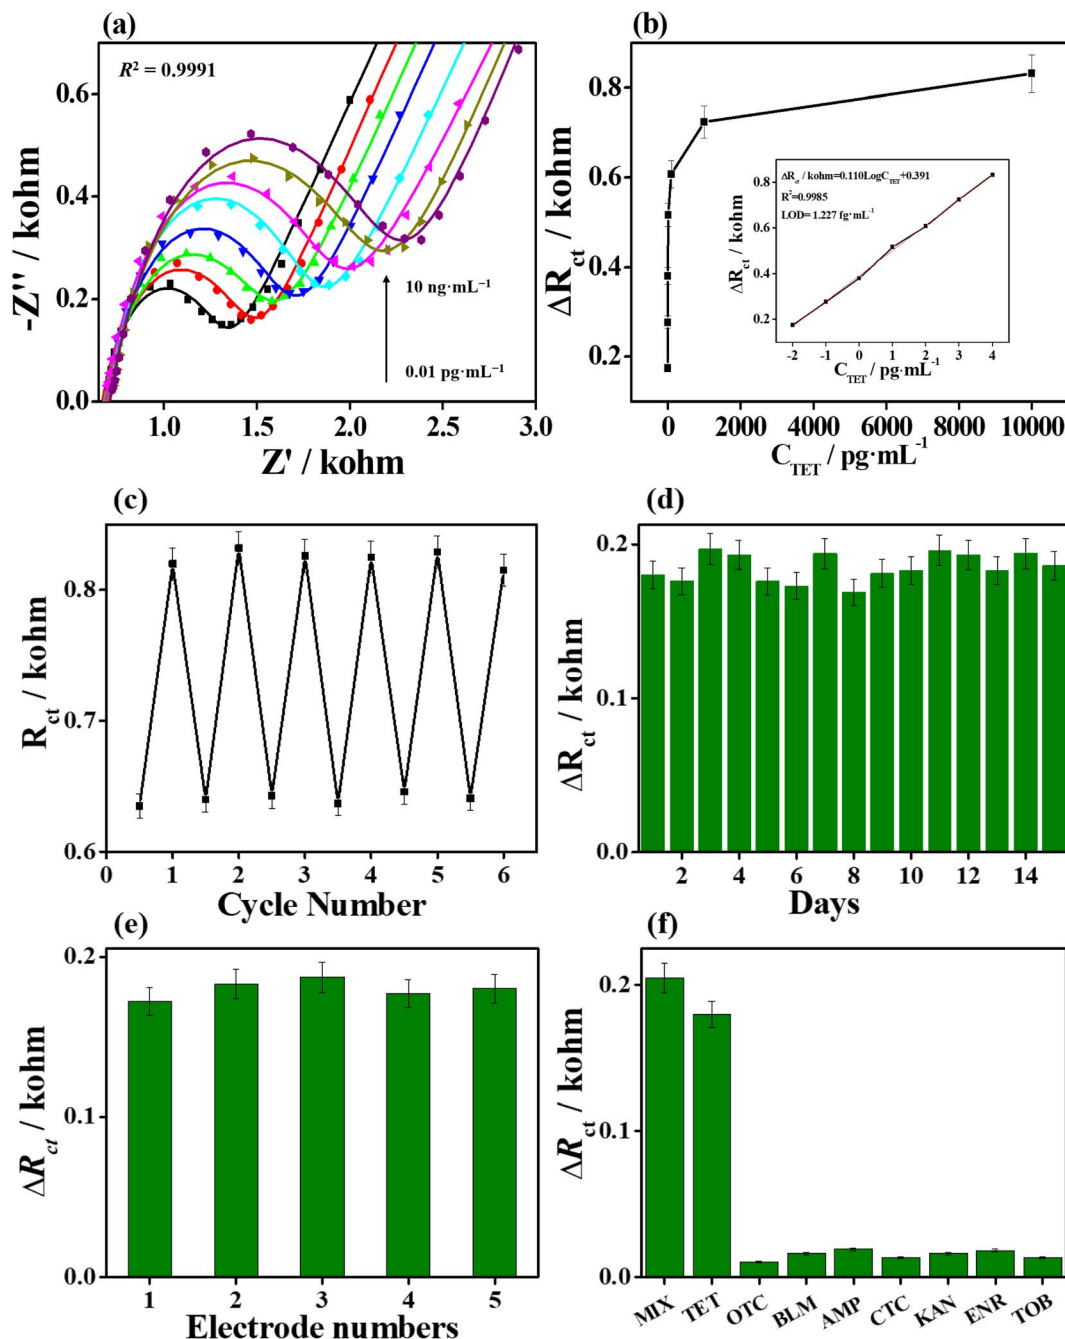 (a)
R² = 0.9991
0.6
0.4
0.2
0.0
-Z'' / kohm
10 ng·mL⁻¹
0.01 pg·mL⁻¹
1.0 1.5 2.0 2.5 3.0
Z' / kohm
(b)
0.8
0.6
0.4
0.2
ΔRct / kohm
0 2000 4000 6000 8000 10000
CTET / pg·mL⁻¹
ΔRct / kohm=0.110LogCTET+0.391
R²=0.9985
LOD= 1.227 fg·mL⁻¹
0.8
0.6
0.4
0.2
ΔRct / kohm
-2 -1 0 1 2 3 4
CTET / pg·mL⁻¹
(c)
0.8
0.7
0.6
Rct / kohm
0 1 2 3 4 5 6
Cycle Number
(d)
0.2
0.1
0.0
ΔRct / kohm
2 4 6 8 10 12 14
Days
(e)
0.2
0.1
0.0
ΔRct / kohm
1 2 3 4 5
Electrode numbers
(f)
0.2
0.1
0.0
ΔRct / kohm
MIX TET OTC BLM AMP CTC KAN ENR TOB